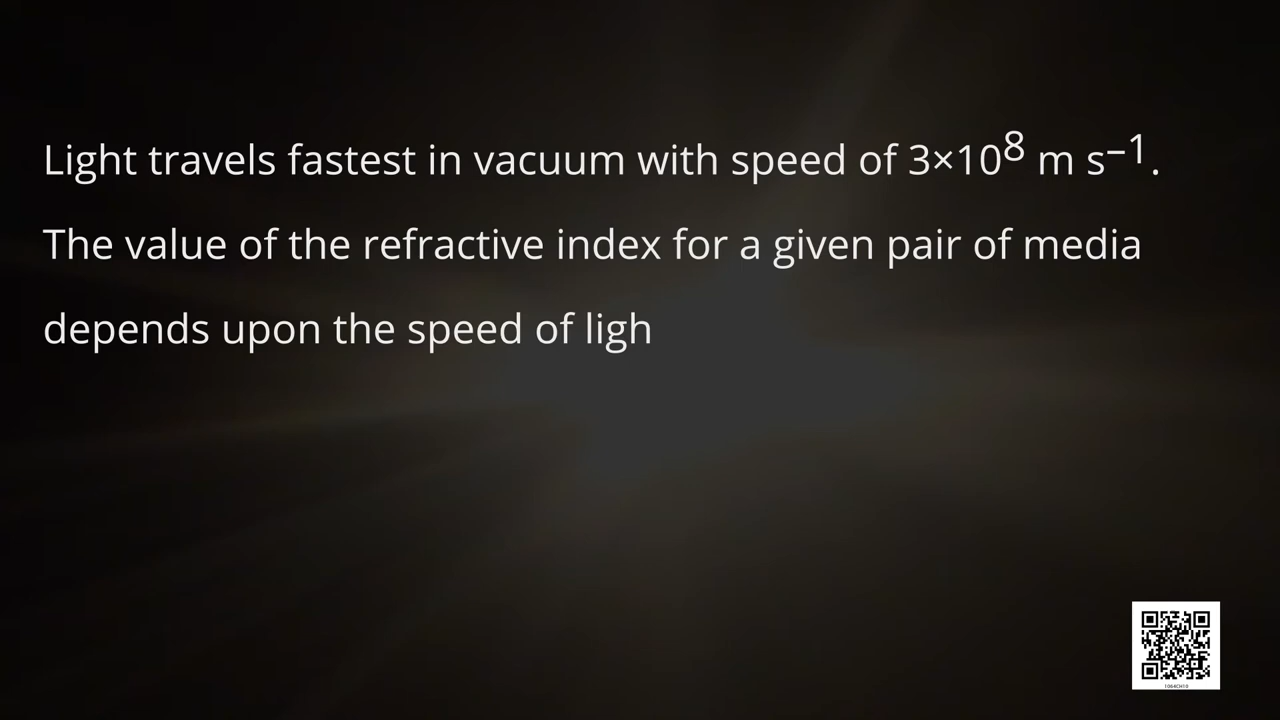 Light travels fastest in vacuum with speed of 3×10⁸ m s⁻¹.
The value of the refractive index for a given pair of media
depends upon the speed of ligh
1064CH10